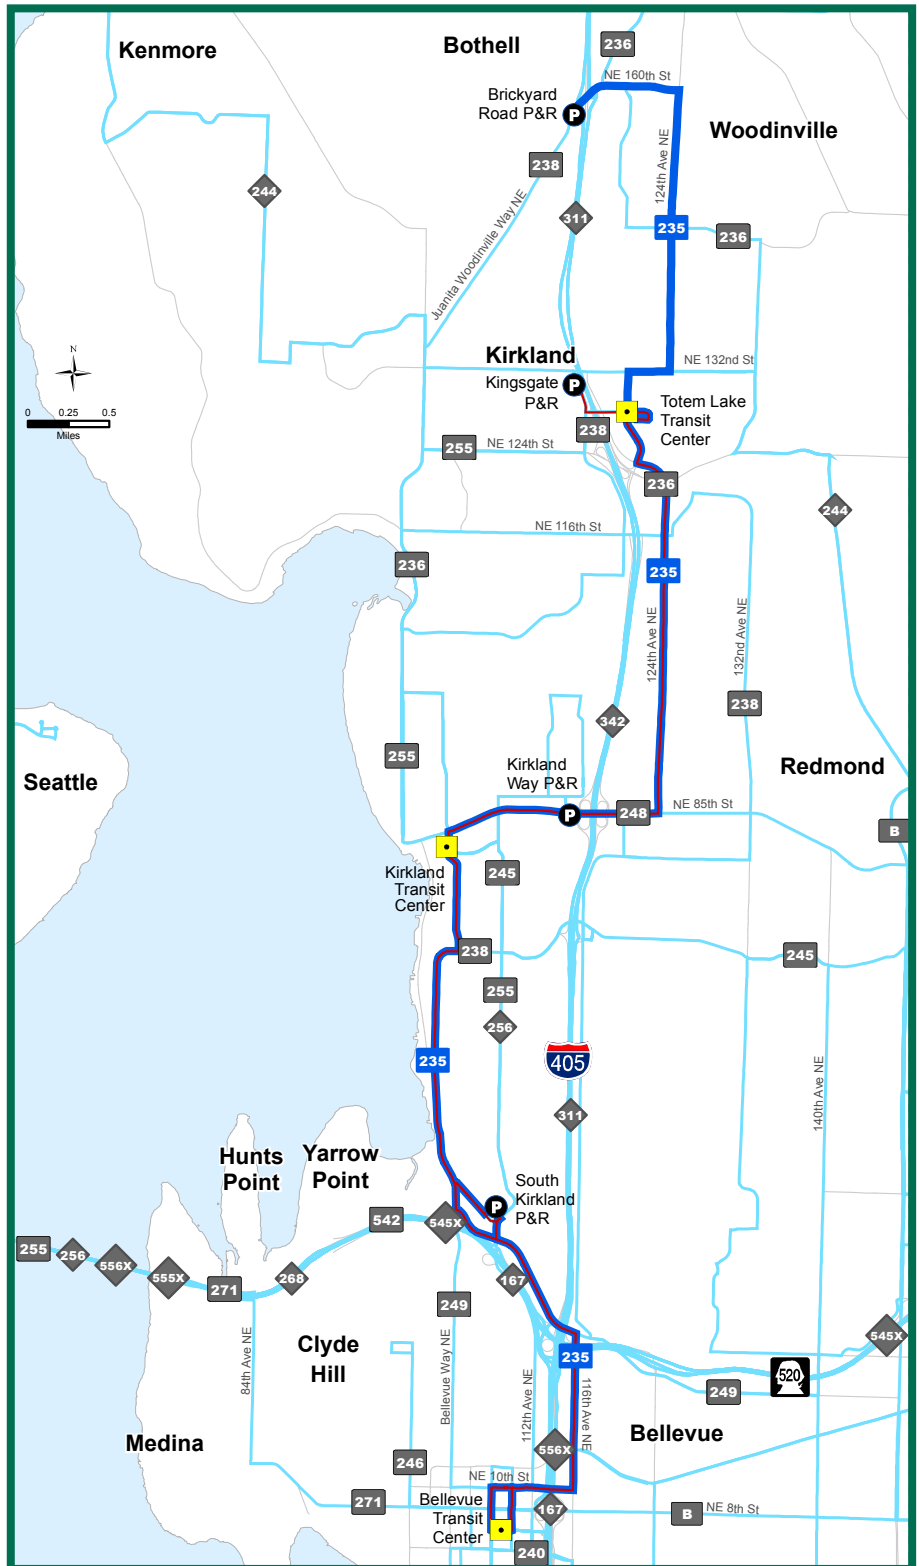 Kenmore
Bothell
236
NE 160th St
Brickyard
Road P&R
P
Woodinville
238
124th Ave NE
244
Juanita Woodinville Way NE
311
235
236
N
Kirkland
NE 132nd St
Kingsgate
P&R
P
0 0.25 0.5
Miles
Totem Lake
Transit
Center
238
255
NE 124th St
236
244
NE 116th St
236
235
124th Ave NE
132nd Ave NE
238
342
255
Seattle
Kirkland
Way P&R
P
Redmond
248
NE 85th St
B
Kirkland
Transit
Center
245
238
245
255
256
235
405
140th Ave NE
311
Hunts
Point
Yarrow
Point
South
Kirkland
P&R
P
542
545X
255
256
556X
555X
271
268
167
249
84th Ave NE
Clyde
Hill
Bellevue Way NE
112th Ave NE
235
116th Ave NE
545X
520
249
Medina
Bellevue
246
556X
NE 10th St
271
Bellevue
Transit
Center
167
B
NE 8th St
240